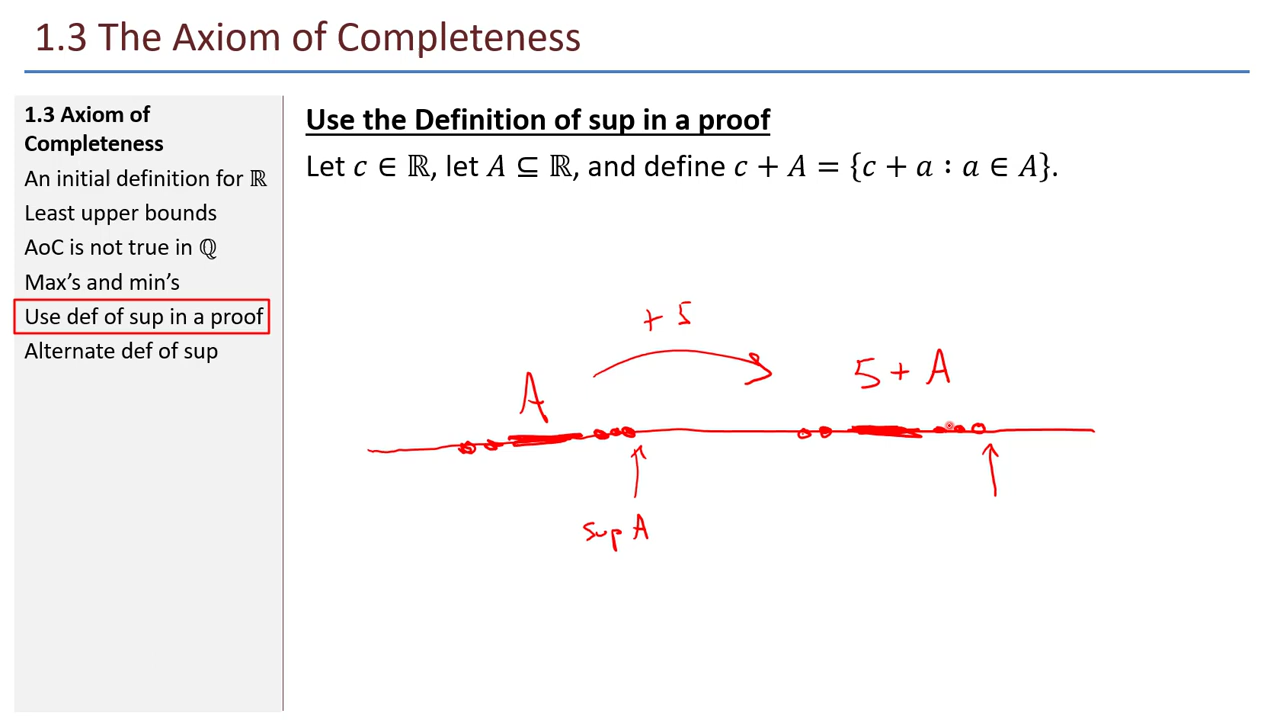 1.3 The Axiom of Completeness
1.3 Axiom of
Completeness
An initial definition for ℝ
Least upper bounds
AoC is not true in ℚ
Max’s and min’s
Use def of sup in a proof
Alternate def of sup
Use the Definition of sup in a proof
Let c ∈ ℝ, let A ⊆ ℝ, and define c + A = {c + a : a ∈ A}.
+ 5
A
5 + A
sup A